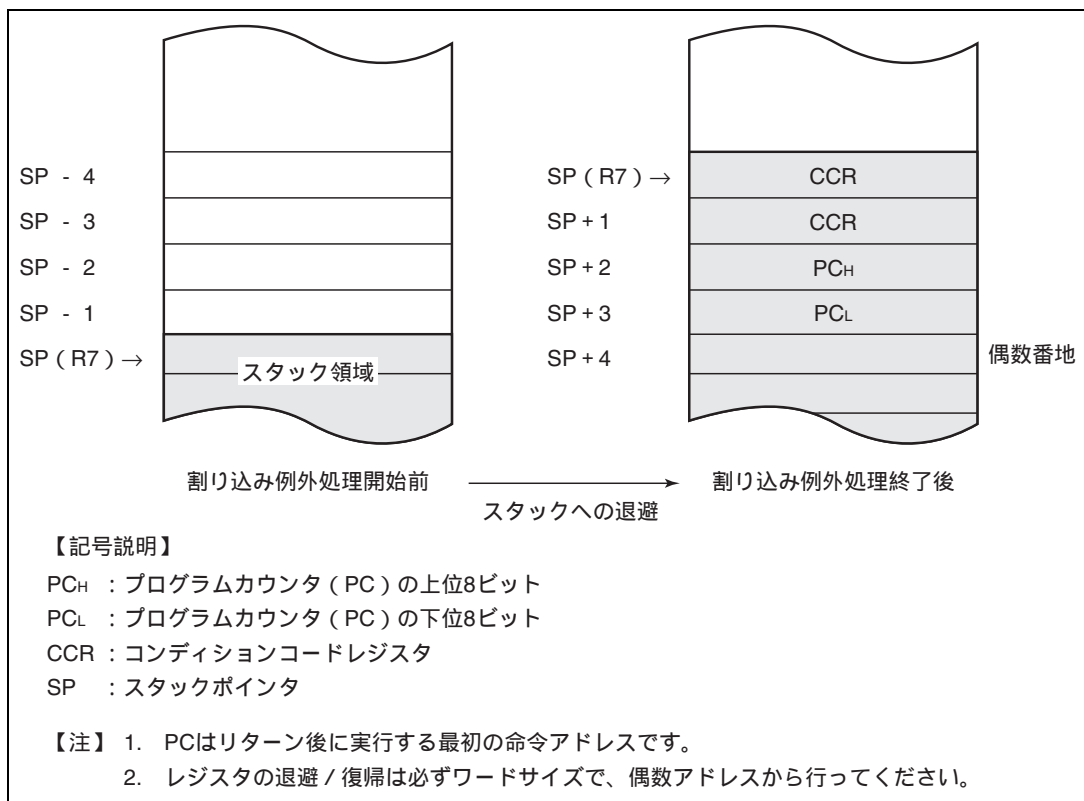 SP - 4
SP - 3
SP - 2
SP - 1
SP ( R7 ) →
スタック領域
SP ( R7 ) →
SP + 1
SP + 2
SP + 3
SP + 4
CCR
CCR
PCH
PCL
偶数番地
割り込み例外処理開始前
スタックへの退避
割り込み例外処理終了後
【記号説明】
PCH : プログラムカウンタ ( PC ) の上位8ビット
PCL : プログラムカウンタ ( PC ) の下位8ビット
CCR : コンディションコードレジスタ
SP : スタックポインタ
【注】 1. PCはリターン後に実行する最初の命令アドレスです。
2. レジスタの退避 / 復帰は必ずワードサイズで、偶数アドレスから行ってください。